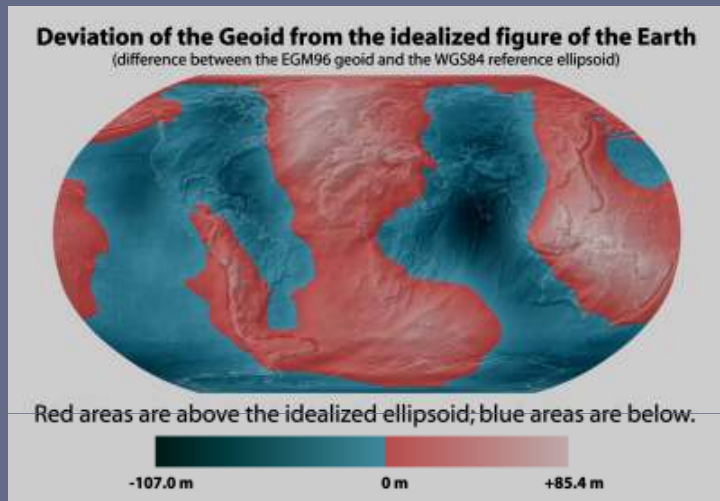 Deviation of the Geoid from the idealized figure of the Earth
(difference between the EGM96 geoid and the WGS84 reference ellipsoid)
Red areas are above the idealized ellipsoid; blue areas are below.
-107.0 m 0 m +85.4 m